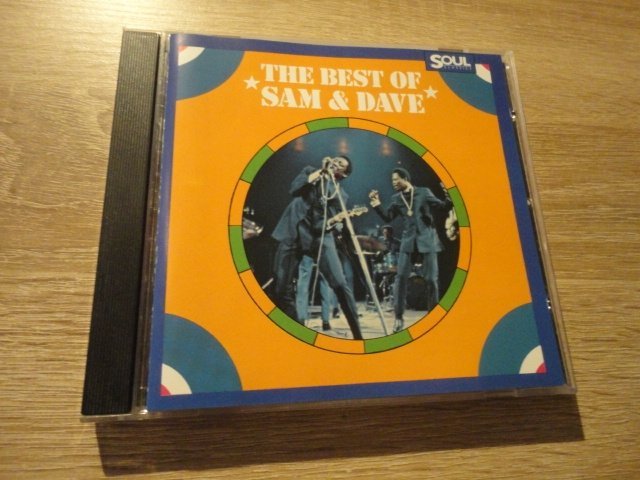 SOUL
THE BEST OF
SAM & DAVE